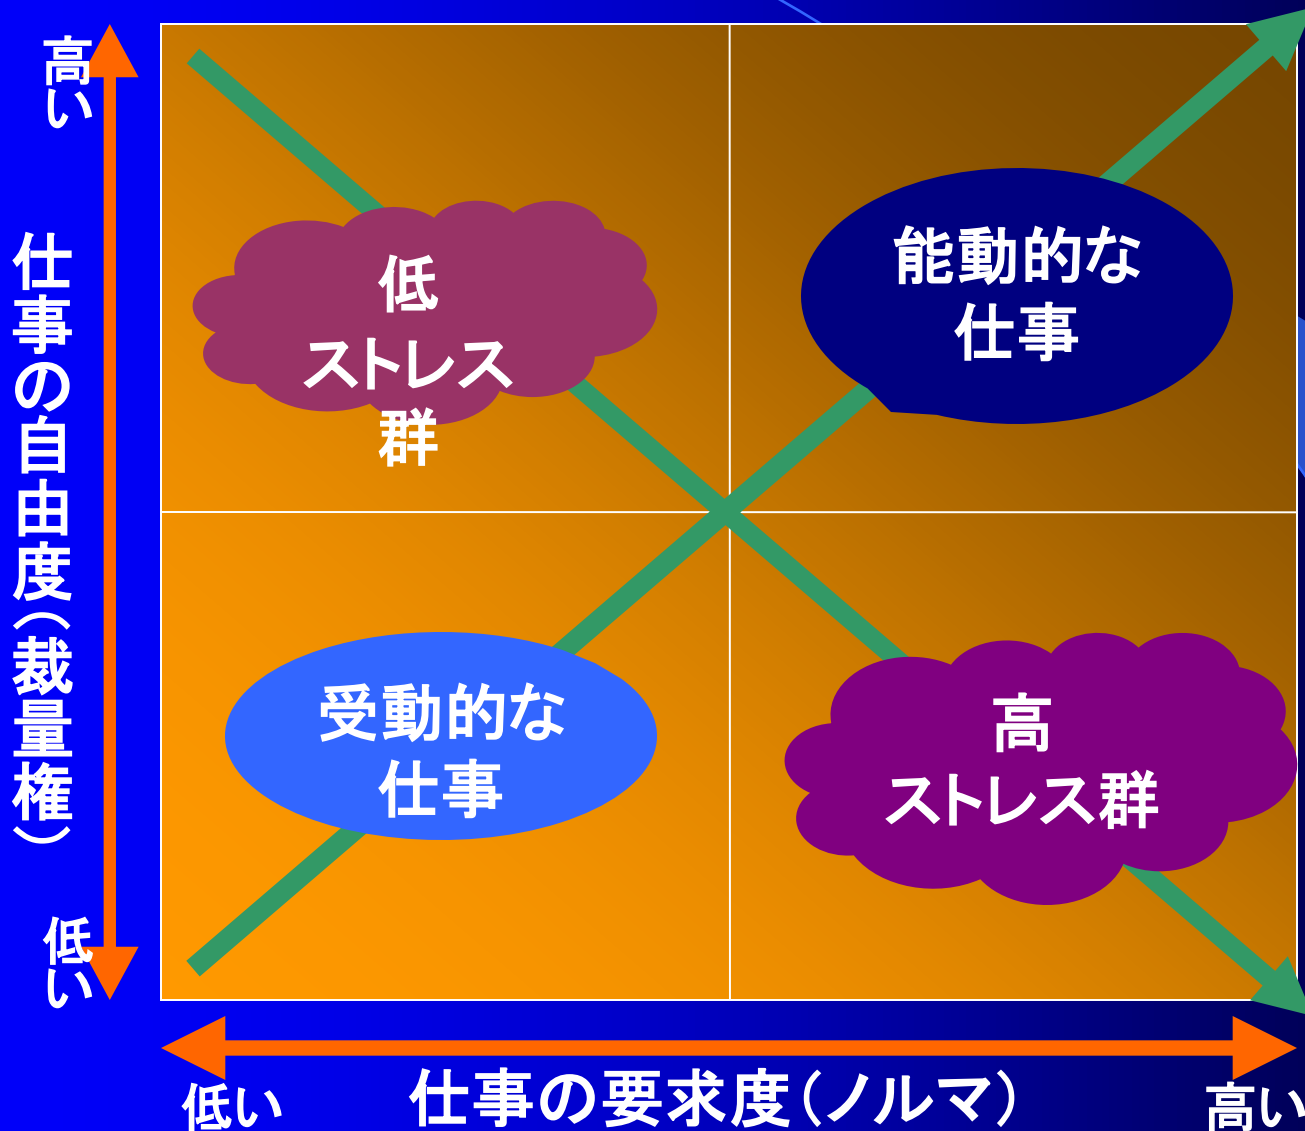 高い
仕事の自由度(裁量権)
低い
低
ストレス
群
能動的な
仕事
受動的な
仕事
高
ストレス群
低い
仕事の要求度(ノルマ)
高い